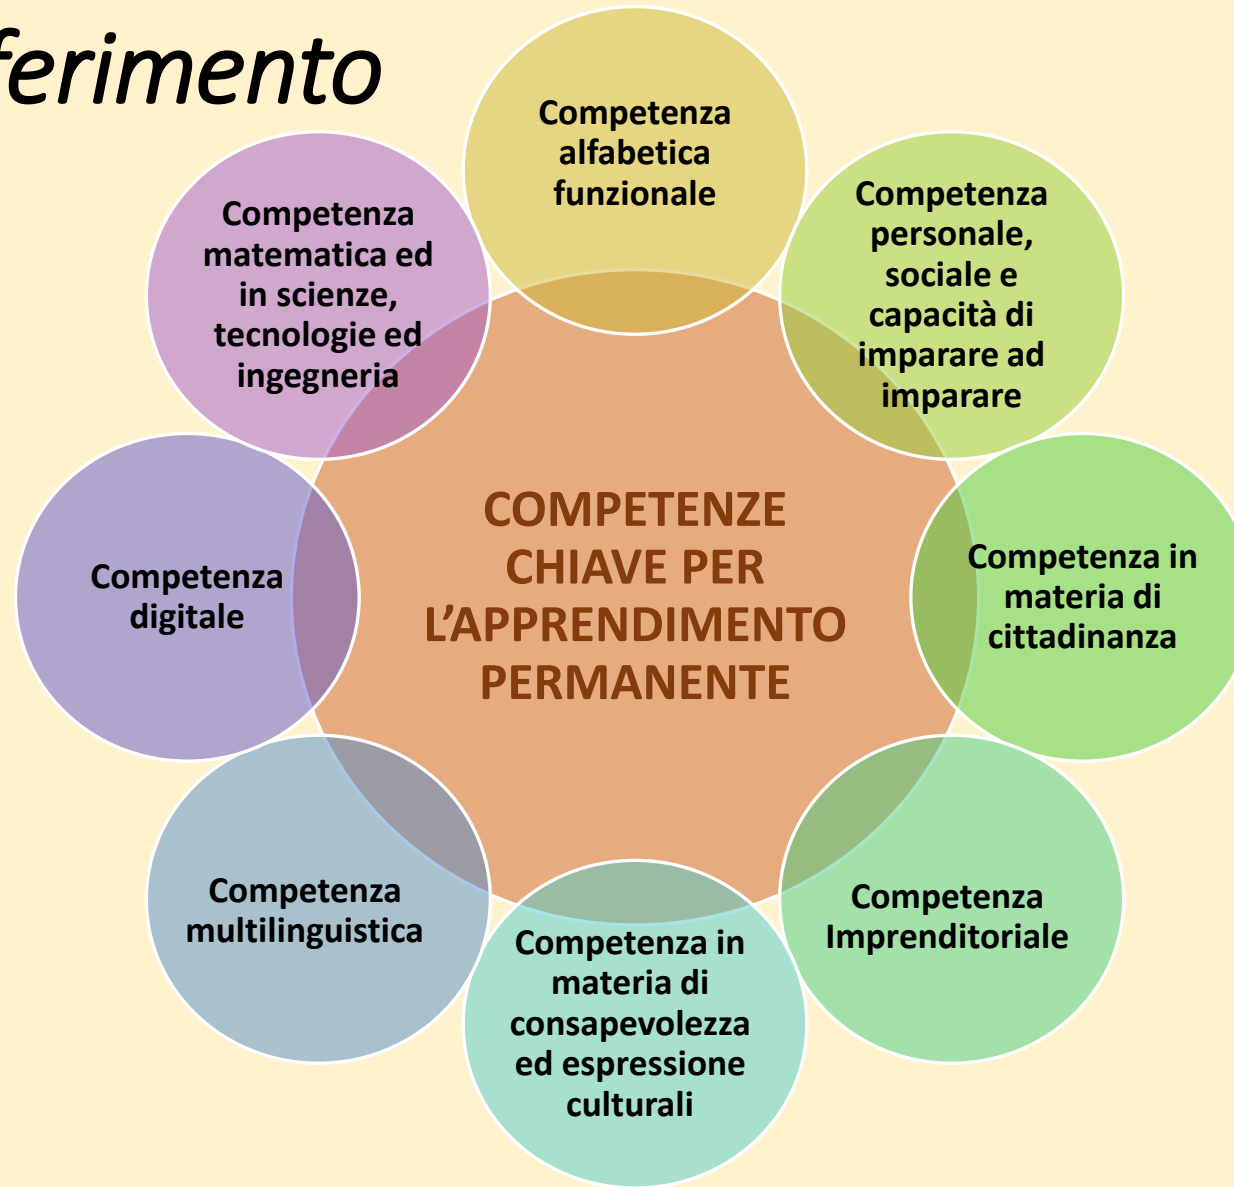 ferimento
Competenza
alfabetica
funzionale
Competenza
personale,
sociale e
capacità di
imparare ad
imparare
Competenza in
materia di
cittadinanza
Competenza
Imprenditoriale
Competenza in
materia di
consapevolezza
ed espressione
culturali
Competenza
multilinguistica
Competenza
digitale
Competenza
matematica ed
in scienze,
tecnologie ed
ingegneria
COMPETENZE
CHIAVE PER
L’APPRENDIMENTO
PERMANENTE